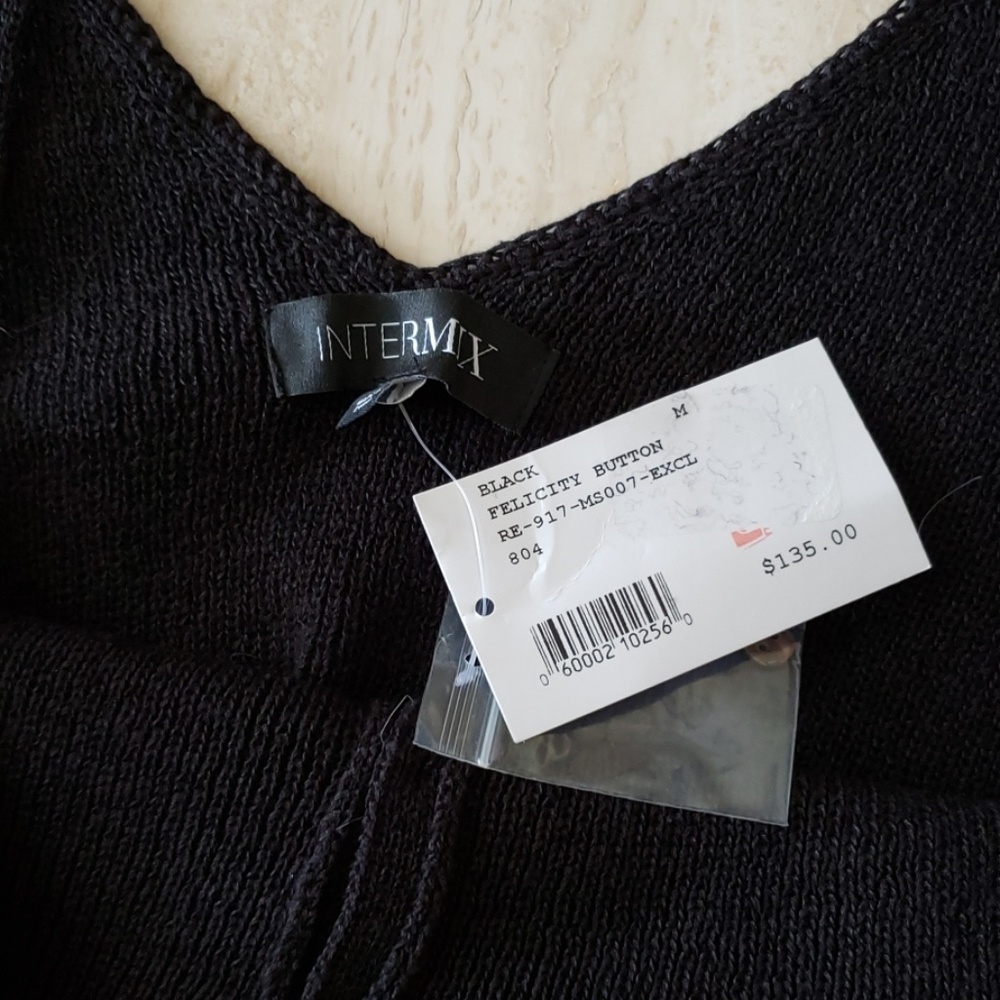 INTERMIX
M
BLACK
FELICITY BUTTON
RE-917-MS007-EXCL
804
$135.00
0 60002 10256 0